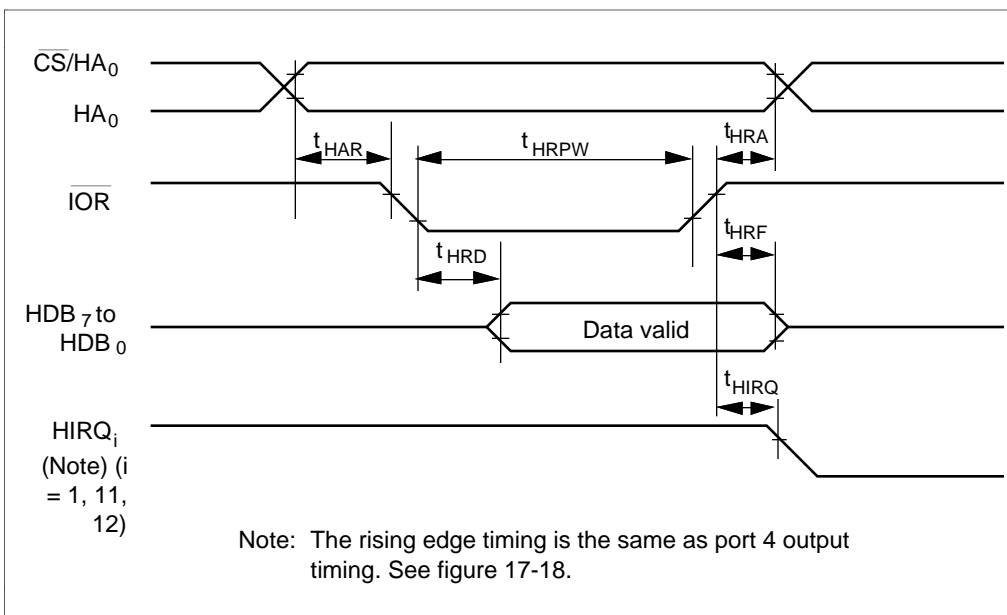 CS/HA0
HA0
tHAR
tHRPW
tHRA
IOR
tHRD
tHRF
HDB7 to
HDB0
Data valid
tHIRQ
HIRQi
(Note) (i
= 1, 11,
12)
Note: The rising edge timing is the same as port 4 output
timing. See figure 17-18.